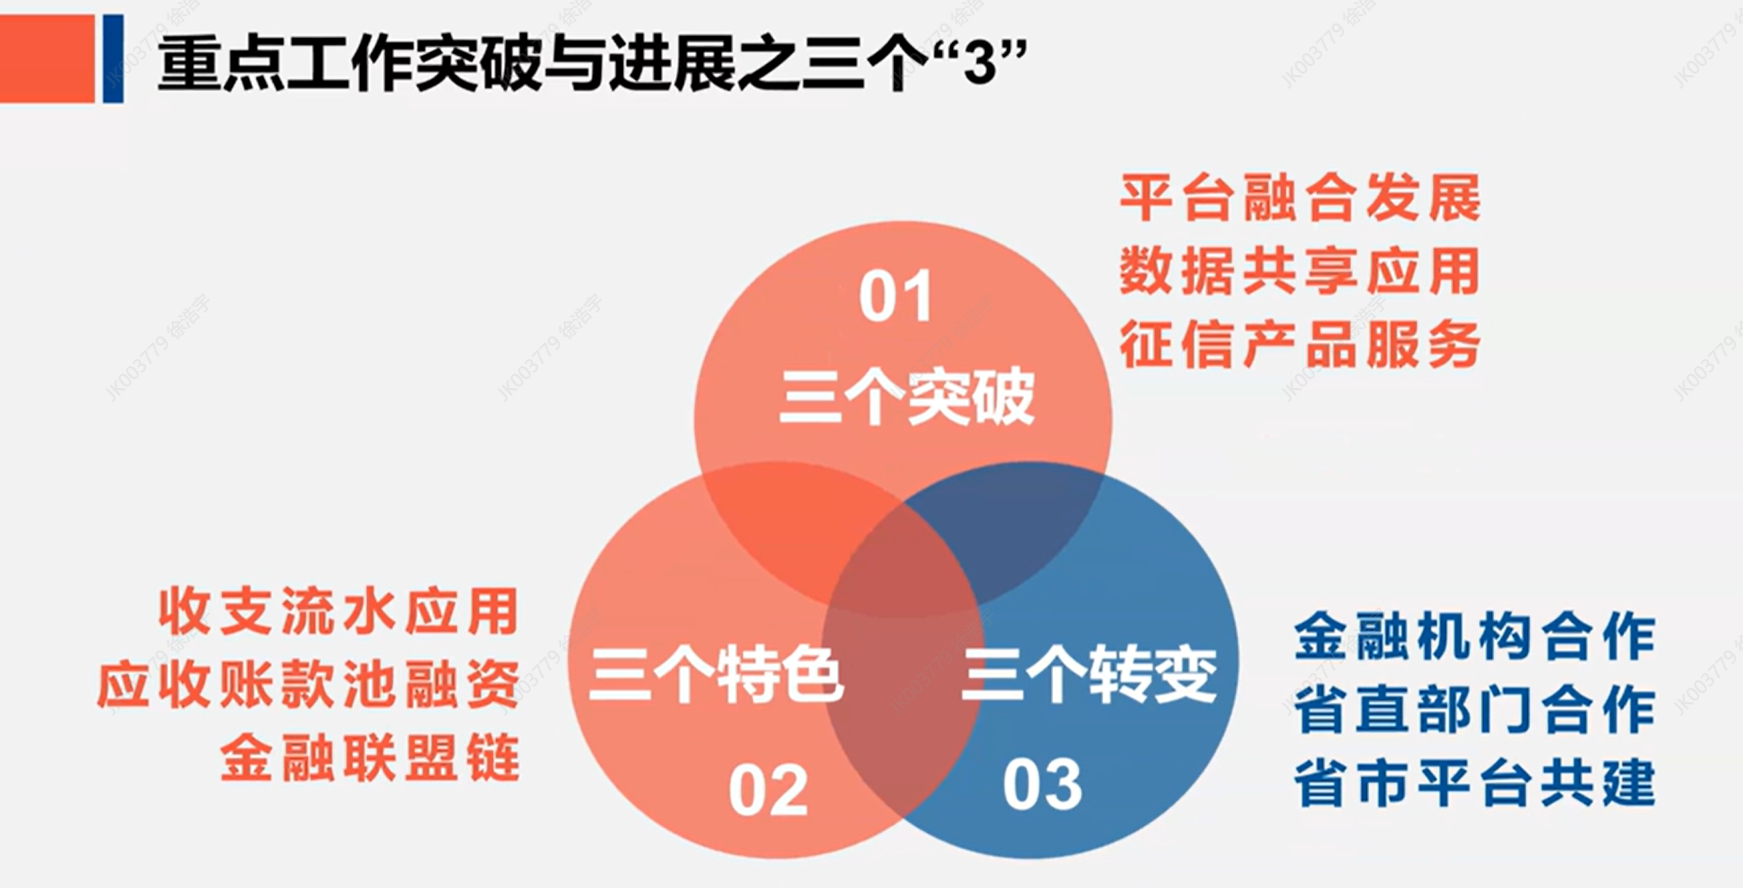 重点工作突破与进展之三个“3”
平台融合发展
数据共享应用
征信产品服务
01
三个突破
收支流水应用
应收账款池融资
金融联盟链
三个特色
02
三个转变
03
金融机构合作
省直部门合作
省市平台共建
JK003779 徐浩宇